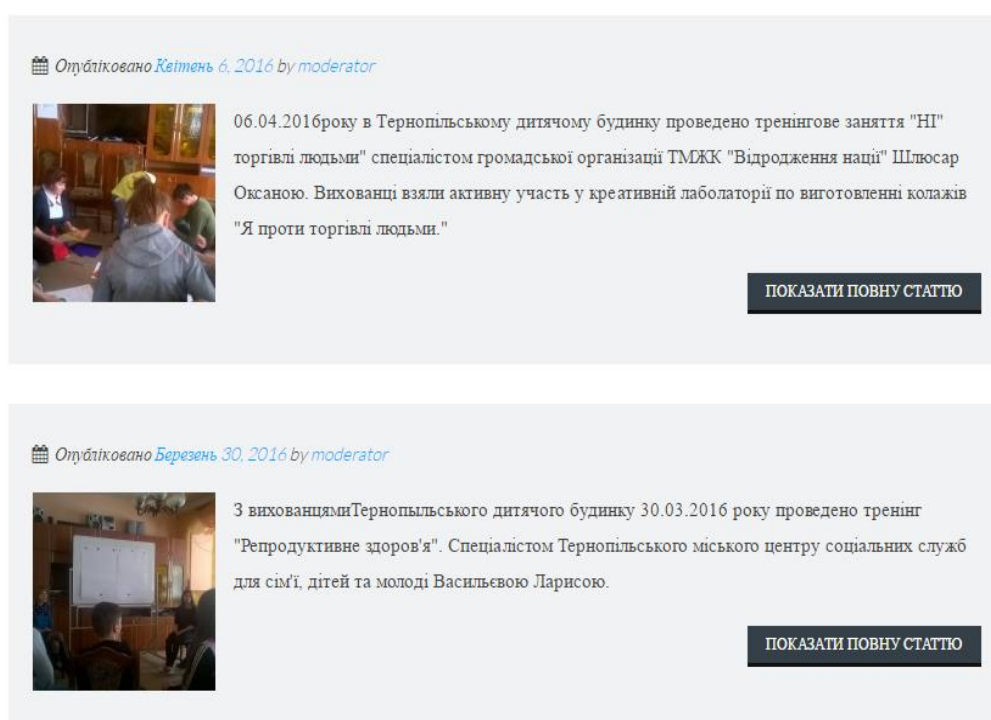 Опубліковано Квітень 6, 2016 by moderator
06.04.2016року в Тернопільському дитячому будинку проведено тренінгове заняття "НІ"
торгівлі людьми" спеціалістом громадської організації ТМЖК "Відродження нації" Шлюсар
Оксаною. Вихованці взяли активну участь у креативній лаболаторії по виготовленні колажів
"Я проти торгівлі людьми."
ПОКАЗАТИ ПОВНУ СТАТТЮ
Опубліковано Березень 30, 2016 by moderator
З вихованцямиТернопыльського дитячого будинку 30.03.2016 року проведено тренінг
"Репродуктивне здоров'я". Спеціалістом Тернопільського міського центру соціальних служб
для сім'ї, дітей та молоді Васильєвою Ларисою.
ПОКАЗАТИ ПОВНУ СТАТТЮ